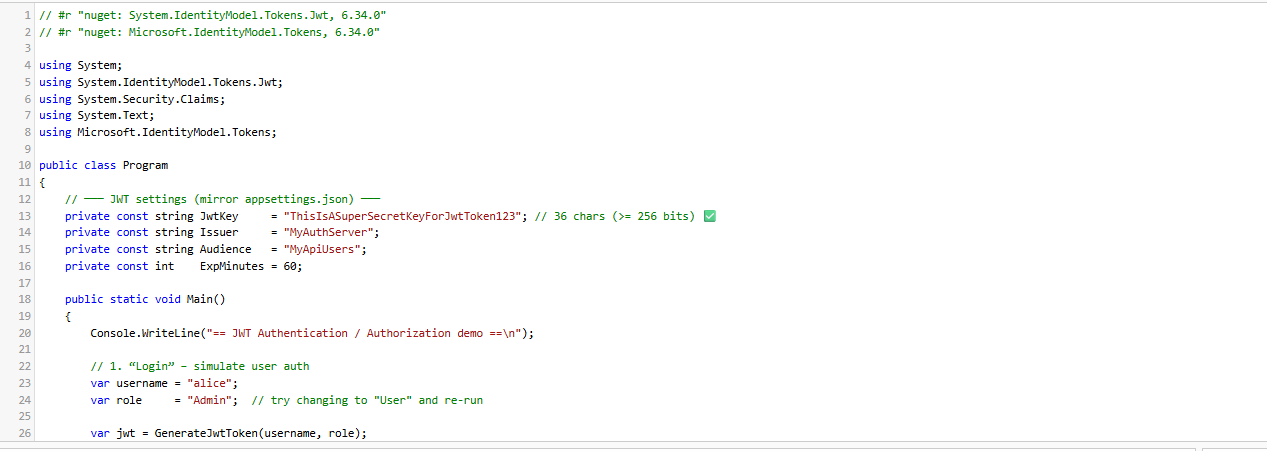 1 // #r "nuget: System.IdentityModel.Tokens.Jwt, 6.34.0"
2 // #r "nuget: Microsoft.IdentityModel.Tokens, 6.34.0"
3
4 using System;
5 using System.IdentityModel.Tokens.Jwt;
6 using System.Security.Claims;
7 using System.Text;
8 using Microsoft.IdentityModel.Tokens;
9
10 public class Program
11 {
12     // —— JWT settings (mirror appsettings.json) ——
13     private const string JwtKey     = "ThisIsASuperSecretKeyForJwtToken123"; // 36 chars (>= 256 bits) ✅
14     private const string Issuer     = "MyAuthServer";
15     private const string Audience   = "MyApiUsers";
16     private const int    ExpMinutes = 60;
17
18     public static void Main()
19     {
20         Console.WriteLine("== JWT Authentication / Authorization demo ==\n");
21
22         // 1. “Login” – simulate user auth
23         var username = "alice";
24         var role     = "Admin";  // try changing to "User" and re-run
25
26         var jwt = GenerateJwtToken(username, role);